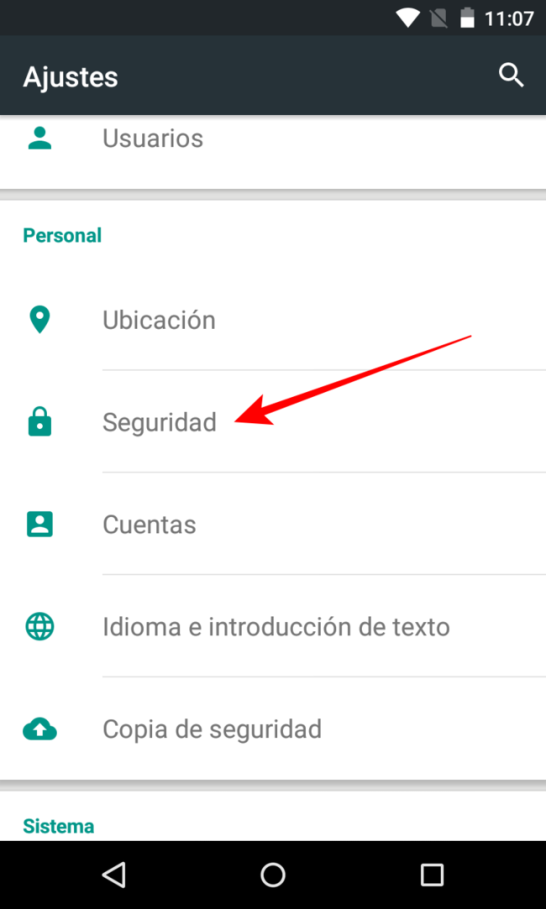 11:07
Ajustes
Usuarios
Personal
Ubicación
Seguridad
Cuentas
Idioma e introducción de texto
Copia de seguridad
Sistema